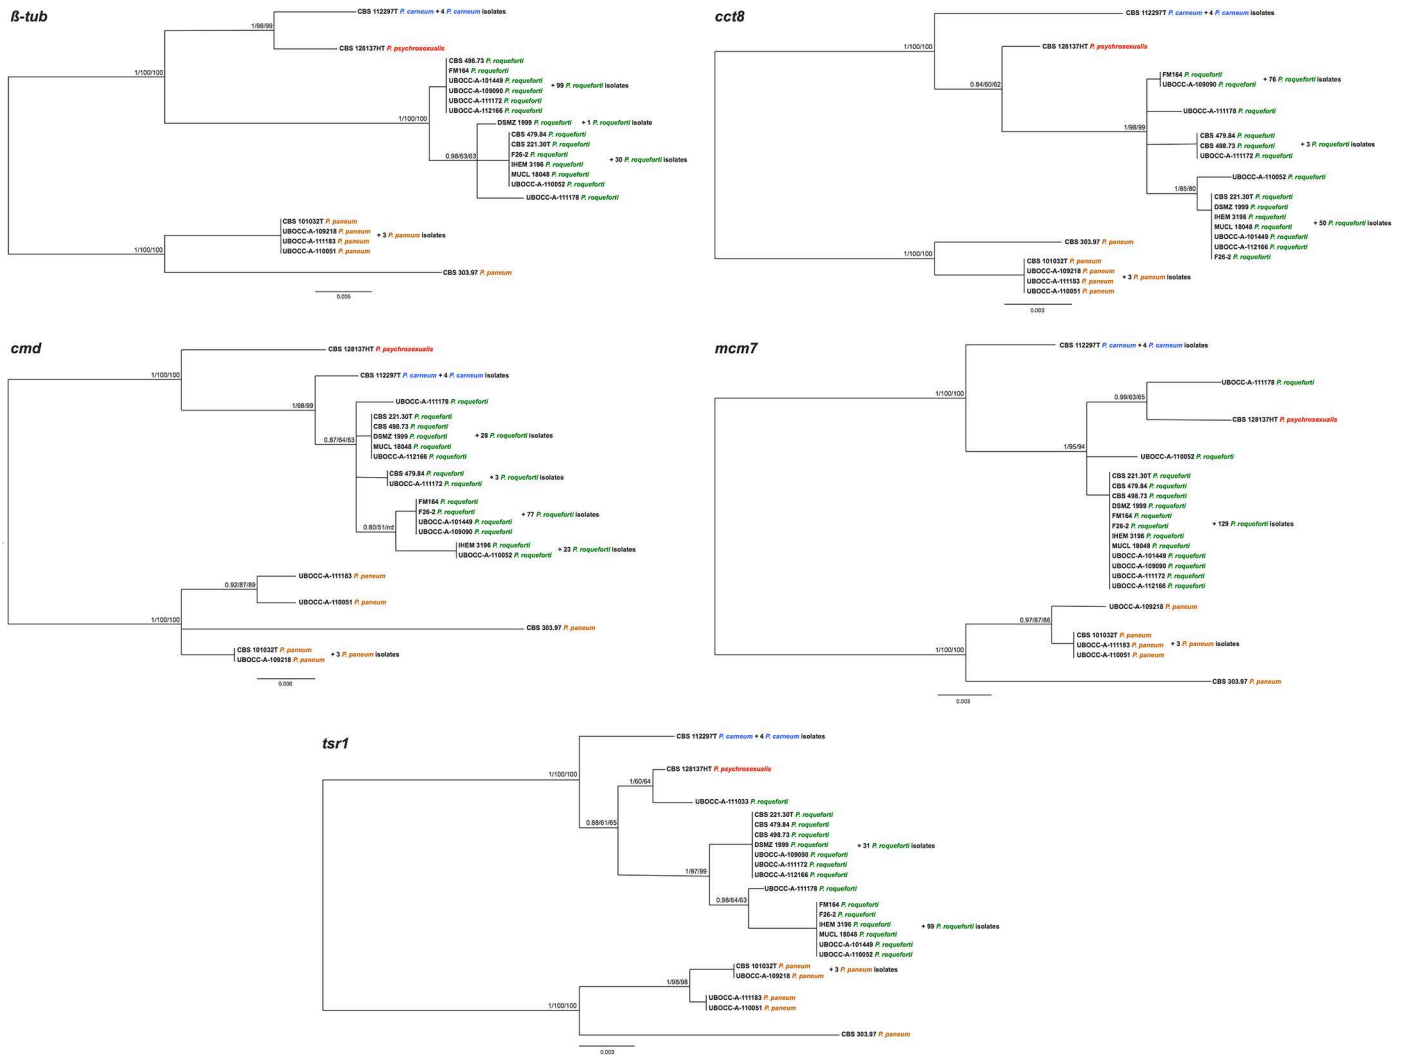 ß-tub
CBS 112297T P. carneum + 4 P. carneum isolates
1/98/99
CBS 128137HT P. psychrosexualis
1/100/100
CBS 498.73 P. roqueforti
FM164 P. roqueforti
UBOCC-A-101449 P. roqueforti
+ 99 P. roqueforti isolates
UBOCC-A-109090 P. roqueforti
UBOCC-A-111172 P. roqueforti
UBOCC-A-112166 P. roqueforti
1/100/100
DSMZ 1999 P. roqueforti + 1 P. roqueforti isolate
CBS 479.84 P. roqueforti
CBS 221.30T P. roqueforti
0.98/63/63
F26-2 P. roqueforti
+ 30 P. roqueforti isolates
IHEM 3196 P. roqueforti
MUCL 18048 P. roqueforti
UBOCC-A-110052 P. roqueforti
UBOCC-A-111178 P. roqueforti
CBS 101032T P. paneum
UBOCC-A-109218 P. paneum
+ 3 P. paneum isolates
UBOCC-A-111183 P. paneum
UBOCC-A-110051 P. paneum
1/100/100
CBS 303.97 P. paneum
0.005
cct8
CBS 112297T P. carneum + 4 P. carneum isolates
1/100/100
CBS 128137HT P. psychrosexualis
0.84/60/62
FM164 P. roqueforti
+ 76 P. roqueforti isolates
UBOCC-A-109090 P. roqueforti
UBOCC-A-111178 P. roqueforti
1/98/99
CBS 479.84 P. roqueforti
CBS 498.73 P. roqueforti
+ 3 P. roqueforti isolates
UBOCC-A-111172 P. roqueforti
UBOCC-A-110052 P. roqueforti
1/85/80
CBS 221.30T P. roqueforti
DSMZ 1999 P. roqueforti
IHEM 3196 P. roqueforti
+ 50 P. roqueforti isolates
MUCL 18048 P. roqueforti
UBOCC-A-101449 P. roqueforti
UBOCC-A-112166 P. roqueforti
F26-2 P. roqueforti
CBS 303.97 P. paneum
1/100/100
CBS 101032T P. paneum
UBOCC-A-109218 P. paneum
+ 3 P. paneum isolates
UBOCC-A-111183 P. paneum
UBOCC-A-110051 P. paneum
0.003
cmd
CBS 128137HT P. psychrosexualis
1/100/100
CBS 112297T P. carneum + 4 P. carneum isolates
1/98/99
UBOCC-A-111178 P. roqueforti
CBS 221.30T P. roqueforti
CBS 498.73 P. roqueforti
0.87/64/63
DSMZ 1999 P. roqueforti
+ 28 P. roqueforti isolates
MUCL 18048 P. roqueforti
UBOCC-A-112166 P. roqueforti
CBS 479.84 P. roqueforti
+ 3 P. roqueforti isolates
UBOCC-A-111172 P. roqueforti
FM164 P. roqueforti
F26-2 P. roqueforti
+ 77 P. roqueforti isolates
UBOCC-A-101449 P. roqueforti
UBOCC-A-109090 P. roqueforti
0.80/51/nd
IHEM 3196 P. roqueforti
+ 23 P. roqueforti isolates
UBOCC-A-110052 P. roqueforti
UBOCC-A-111183 P. paneum
0.92/87/89
UBOCC-A-110051 P. paneum
1/100/100
CBS 303.97 P. paneum
CBS 101032T P. paneum
+ 3 P. paneum isolates
UBOCC-A-109218 P. paneum
0.006
mcm7
CBS 112297T P. carneum + 4 P. carneum isolates
1/100/100
UBOCC-A-111178 P. roqueforti
0.99/63/65
CBS 128137HT P. psychrosexualis
1/95/94
UBOCC-A-110052 P. roqueforti
CBS 221.30T P. roqueforti
CBS 479.84 P. roqueforti
CBS 498.73 P. roqueforti
DSMZ 1999 P. roqueforti
FM164 P. roqueforti
F26-2 P. roqueforti
+ 129 P. roqueforti isolates
IHEM 3196 P. roqueforti
MUCL 18048 P. roqueforti
UBOCC-A-101449 P. roqueforti
UBOCC-A-109090 P. roqueforti
UBOCC-A-111172 P. roqueforti
UBOCC-A-112166 P. roqueforti
UBOCC-A-109218 P. paneum
0.97/87/86
CBS 101032T P. paneum
UBOCC-A-111183 P. paneum
+ 3 P. paneum isolates
UBOCC-A-110051 P. paneum
1/100/100
CBS 303.97 P. paneum
0.003
tsr1
CBS 112297T P. carneum + 4 P. carneum isolates
1/100/100
CBS 128137HT P. psychrosexualis
1/60/64
UBOCC-A-111033 P. roqueforti
0.88/61/65
CBS 221.30T P. roqueforti
CBS 479.84 P. roqueforti
CBS 498.73 P. roqueforti
DSMZ 1999 P. roqueforti
+ 31 P. roqueforti isolates
UBOCC-A-109090 P. roqueforti
UBOCC-A-111172 P. roqueforti
UBOCC-A-112166 P. roqueforti
1/97/99
UBOCC-A-111178 P. roqueforti
0.98/64/63
FM164 P. roqueforti
F26-2 P. roqueforti
IHEM 3196 P. roqueforti
+ 99 P. roqueforti isolates
MUCL 18048 P. roqueforti
UBOCC-A-101449 P. roqueforti
UBOCC-A-110052 P. roqueforti
CBS 101032T P. paneum
+ 3 P. paneum isolates
UBOCC-A-109218 P. paneum
1/98/98
UBOCC-A-111183 P. paneum
UBOCC-A-110051 P. paneum
1/100/100
CBS 303.97 P. paneum
0.003